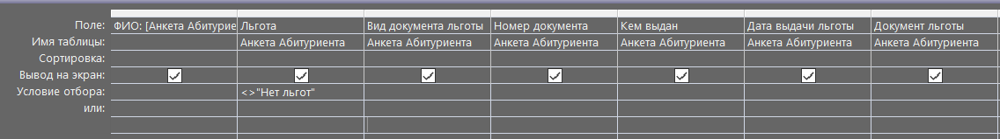 Поле: ФИО: [Анкета Абитурие Льгота Вид документа льготы Номер документа Кем выдан Дата выдачи льготы Документ льготы
Имя таблицы: Анкета Абитуриента Анкета Абитуриента Анкета Абитуриента Анкета Абитуриента Анкета Абитуриента Анкета Абитуриента
Сортировка:
Вывод на экран:
Условие отбора: <>"Нет льгот"
или: